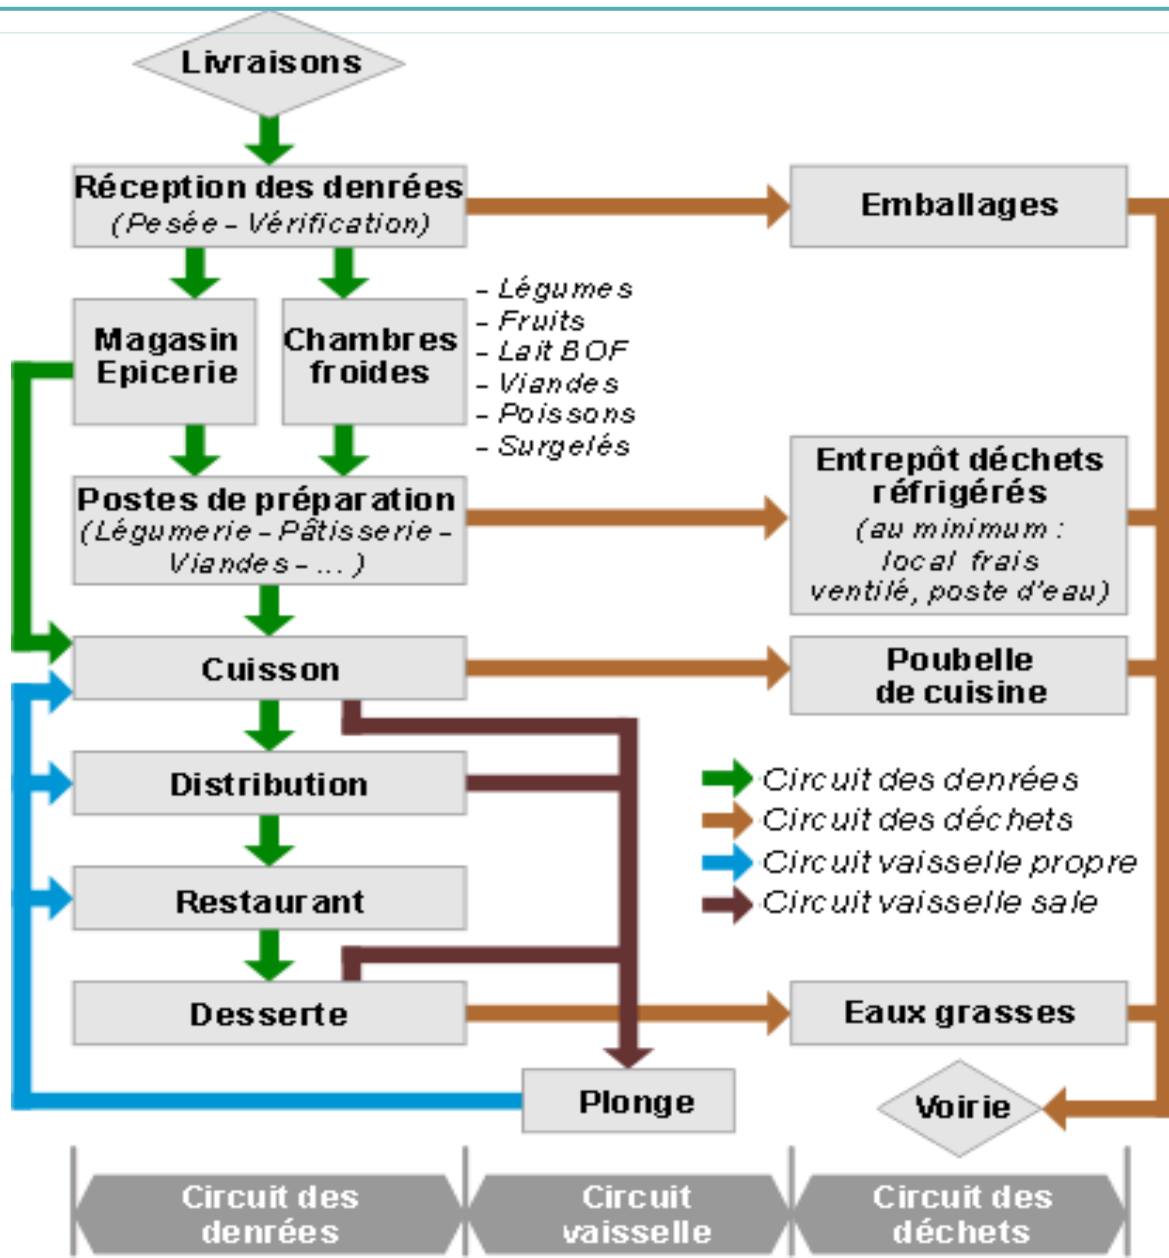 Livraisons
Réception des denrées
(Pesée – Vérification)
Emballages
Magasin
Epicerie
Chambres
froides
– Légumes
– Fruits
– Lait BOF
– Viandes
– Poissons
– Surgelés
Postes de préparation
(Légumerie – Pâtisserie –
Viandes – ... )
Entrepôt déchets
réfrigérés
(au minimum :
local frais
ventilé, poste d'eau)
Cuisson
Poubelle
de cuisine
Distribution
Circuit des denrées
Circuit des déchets
Circuit vaisselle propre
Circuit vaisselle sale
Restaurant
Desserte
Eaux grasses
Plonge
Voirie
Circuit des
denrées
Circuit
vaisselle
Circuit des
déchets